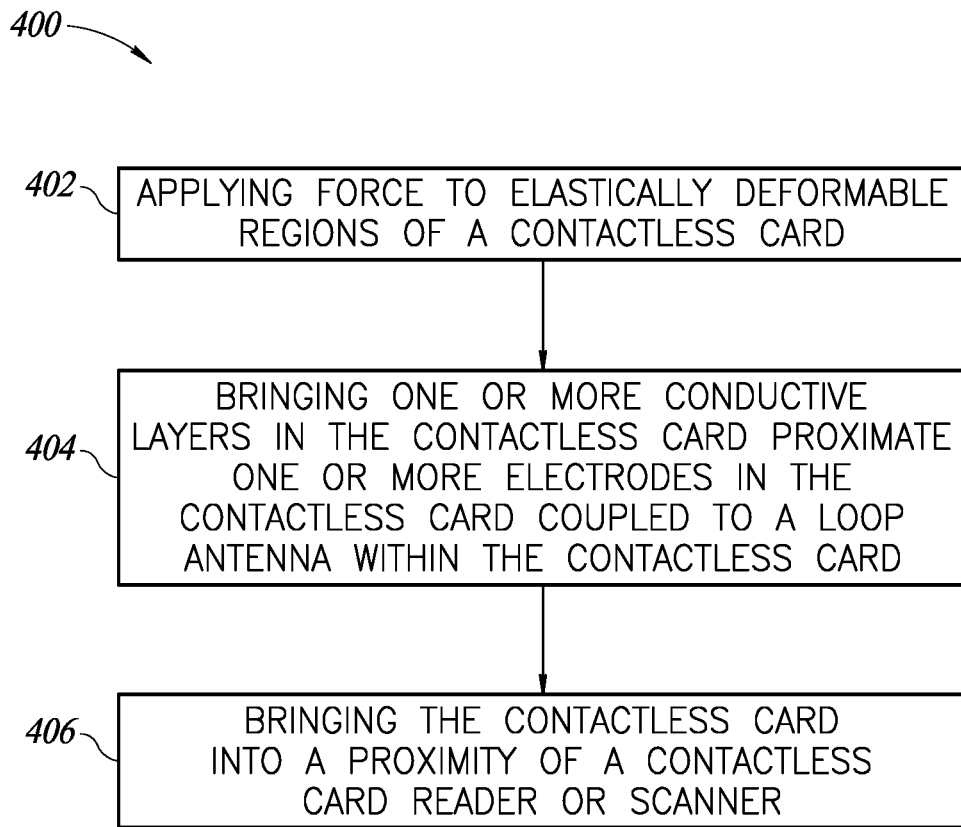 400
402
APPLYING FORCE TO ELASTICALLY DEFORMABLE
REGIONS OF A CONTACTLESS CARD
404
BRINGING ONE OR MORE CONDUCTIVE
LAYERS IN THE CONTACTLESS CARD PROXIMATE
ONE OR MORE ELECTRODES IN THE
CONTACTLESS CARD COUPLED TO A LOOP
ANTENNA WITHIN THE CONTACTLESS CARD
406
BRINGING THE CONTACTLESS CARD
INTO A PROXIMITY OF A CONTACTLESS
CARD READER OR SCANNER